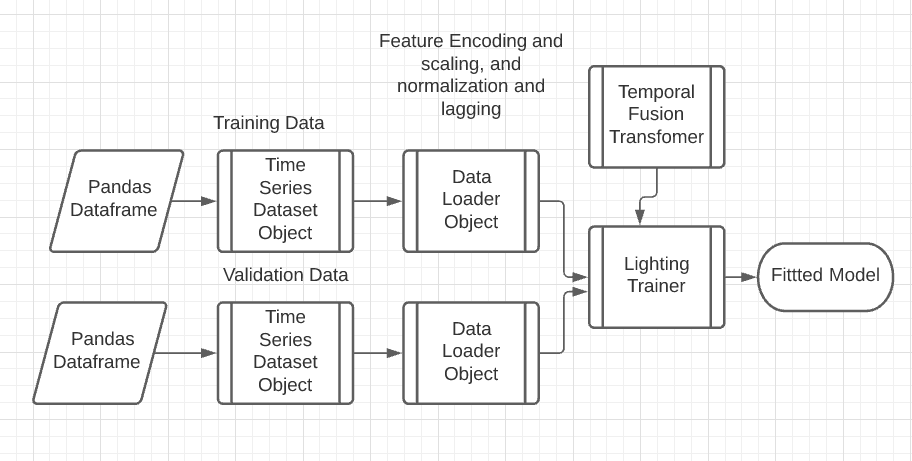 Feature Encoding and
scaling, and
normalization and
lagging
Temporal
Fusion
Transfomer
Training Data
Pandas
Dataframe
Time
Series
Dataset
Object
Data
Loader
Object
Lighting
Trainer
Fittted Model
Validation Data
Pandas
Dataframe
Time
Series
Dataset
Object
Data
Loader
Object